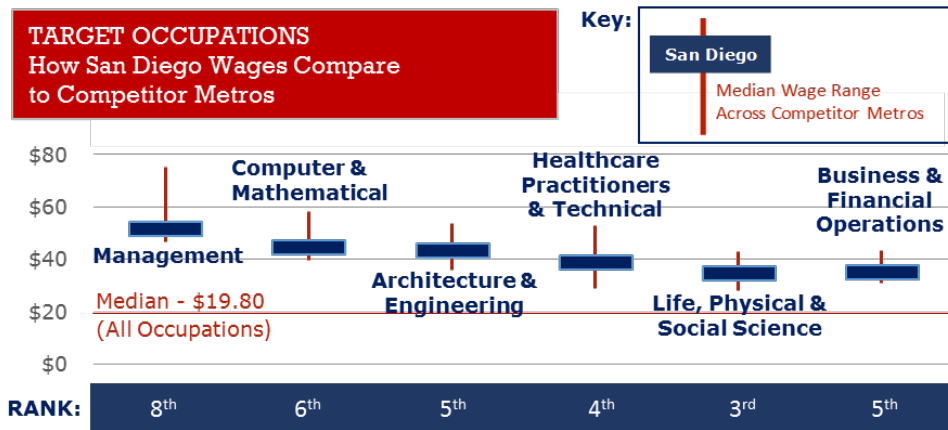 TARGET OCCUPATIONS
How San Diego Wages Compare
to Competitor Metros
Key:
San Diego
Median Wage Range
Across Competitor Metros
$80
$60
$40
$20
$0
Management
Computer &
Mathematical
Architecture &
Engineering
Healthcare
Practitioners
& Technical
Life, Physical &
Social Science
Business &
Financial
Operations
Median - $19.80
(All Occupations)
RANK: 8th 6th 5th 4th 3rd 5th